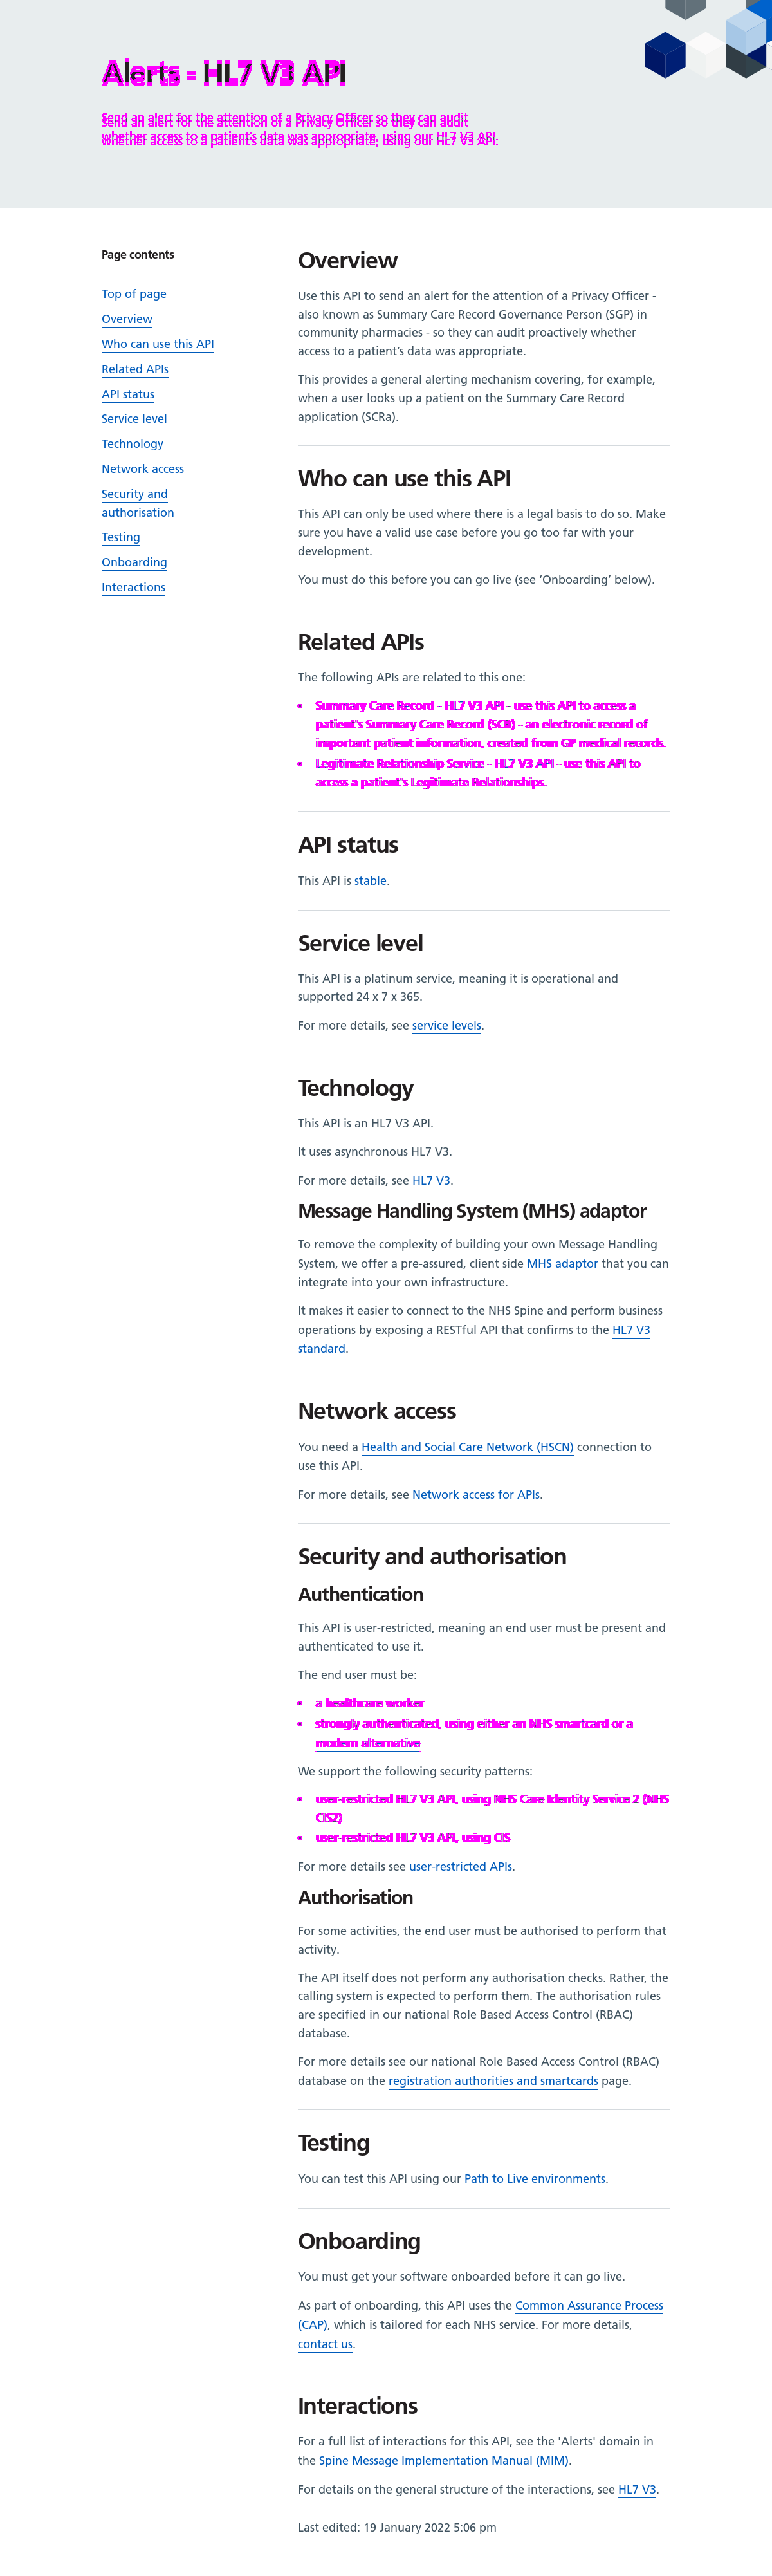 Alerts - HL7 V3 API
Send an alert for the attention of a Privacy Officer so they can audit
whether access to a patient's data was appropriate, using our HL7 V3 API.
Page contents
Top of page
Overview
Who can use this API
Related APIs
API status
Service level
Technology
Network access
Security and
authorisation
Testing
Onboarding
Interactions
Overview
Use this API to send an alert for the attention of a Privacy Officer -
also known as Summary Care Record Governance Person (SGP) in
community pharmacies - so they can audit proactively whether
access to a patient’s data was appropriate.
This provides a general alerting mechanism covering, for example,
when a user looks up a patient on the Summary Care Record
application (SCRa).
Who can use this API
This API can only be used where there is a legal basis to do so. Make
sure you have a valid use case before you go too far with your
development.
You must do this before you can go live (see ‘Onboarding’ below).
Related APIs
The following APIs are related to this one:
• Summary Care Record - HL7 V3 API - use this API to access a
patient's Summary Care Record (SCR) - an electronic record of
important patient information, created from GP medical records.
• Legitimate Relationship Service - HL7 V3 API - use this API to
access a patient's Legitimate Relationships.
API status
This API is stable.
Service level
This API is a platinum service, meaning it is operational and
supported 24 x 7 x 365.
For more details, see service levels.
Technology
This API is an HL7 V3 API.
It uses asynchronous HL7 V3.
For more details, see HL7 V3.
Message Handling System (MHS) adaptor
To remove the complexity of building your own Message Handling
System, we offer a pre-assured, client side MHS adaptor that you can
integrate into your own infrastructure.
It makes it easier to connect to the NHS Spine and perform business
operations by exposing a RESTful API that confirms to the HL7 V3
standard.
Network access
You need a Health and Social Care Network (HSCN) connection to
use this API.
For more details, see Network access for APIs.
Security and authorisation
Authentication
This API is user-restricted, meaning an end user must be present and
authenticated to use it.
The end user must be:
• a healthcare worker
• strongly authenticated, using either an NHS smartcard or a
modern alternative
We support the following security patterns:
• user-restricted HL7 V3 API, using NHS Care Identity Service 2 (NHS
CIS2)
• user-restricted HL7 V3 API, using CIS
For more details see user-restricted APIs.
Authorisation
For some activities, the end user must be authorised to perform that
activity.
The API itself does not perform any authorisation checks. Rather, the
calling system is expected to perform them. The authorisation rules
are specified in our national Role Based Access Control (RBAC)
database.
For more details see our national Role Based Access Control (RBAC)
database on the registration authorities and smartcards page.
Testing
You can test this API using our Path to Live environments.
Onboarding
You must get your software onboarded before it can go live.
As part of onboarding, this API uses the Common Assurance Process
(CAP), which is tailored for each NHS service. For more details,
contact us.
Interactions
For a full list of interactions for this API, see the 'Alerts' domain in
the Spine Message Implementation Manual (MIM).
For details on the general structure of the interactions, see HL7 V3.
Last edited: 19 January 2022 5:06 pm